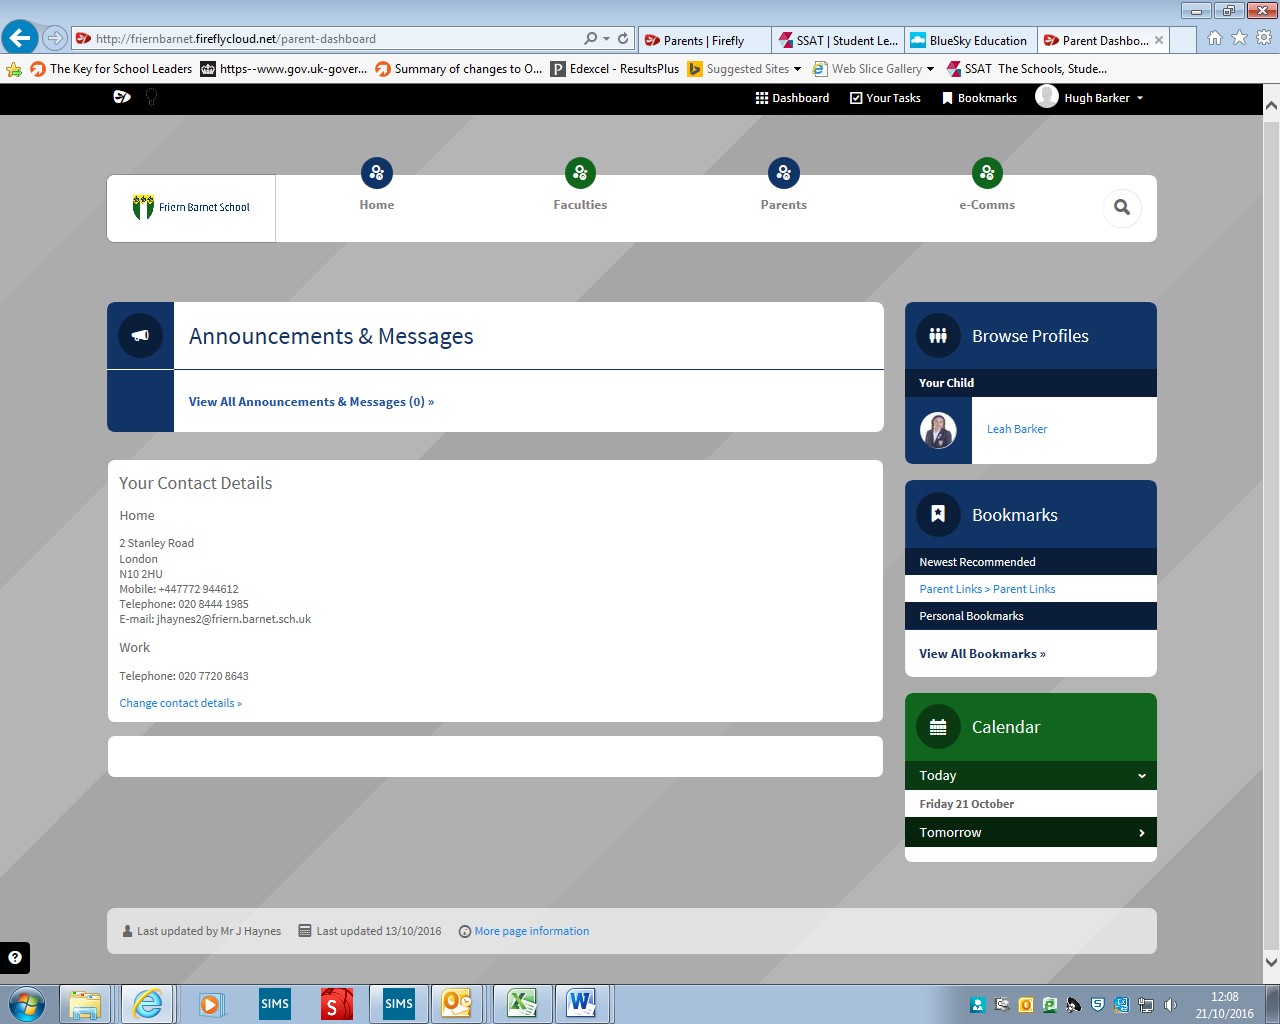 http://friernbarnet.fireflycloud.net/parent-dashboard
Parents | Firefly
SSAT | Student Le...
BlueSky Education
Parent Dashbo...
The Key for School Leaders
https--www.gov.uk-gover...
Summary of changes to O...
Edexcel - ResultsPlus
Suggested Sites
Web Slice Gallery
SSAT The Schools, Stude...
Dashboard
Your Tasks
Bookmarks
Hugh Barker
Friern Barnet School
Home
Faculties
Parents
e-Comms
Announcements & Messages
View All Announcements & Messages (0) »
Your Contact Details
Home
2 Stanley Road
London
N10 2HU
Mobile: +447772 944612
Telephone: 020 8444 1985
E-mail: jhaynes2@friern.barnet.sch.uk
Work
Telephone: 020 7720 8643
Change contact details »
Browse Profiles
Your Child
Leah Barker
Bookmarks
Newest Recommended
Parent Links > Parent Links
Personal Bookmarks
View All Bookmarks »
Calendar
Today
Friday 21 October
Tomorrow
Last updated by Mr J Haynes
Last updated 13/10/2016
More page information
SIMS
SIMS
12:08
21/10/2016